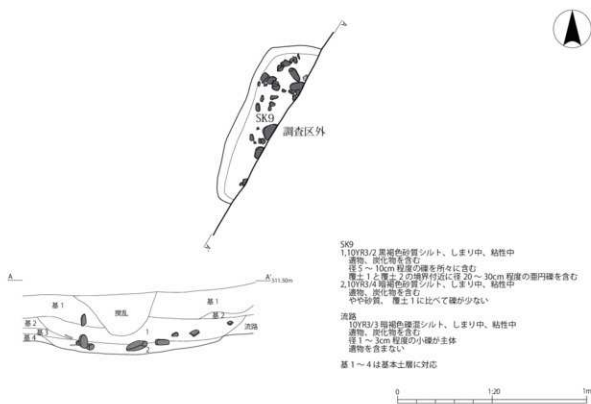 A'
SK9
調査区外
A
SK9
1,10YR3/2 黒褐色砂質シルト、しまり中、粘性中
遺物、炭化物を含む
径5～10cm 程度の礫を所々に含む
覆土1と覆土2の境界付近に径20～30cm 程度の亜円礫を含む
2,10YR3/4 暗褐色砂質シルト、しまり中、粘性中
遺物、炭化物を含む
やや砂質。覆土1に比べて礫が少ない
流路
10YR3/3 暗褐色礫混シルト、しまり中、粘性中
遺物、炭化物を含む
径1～3cm 程度の小礫が主体
遺物を含まない
基1～4は基本土層に対応
A
A'
511.50m
基1
撹乱
基1
基2
1
基2
流路
基3
基4
2
0
1:20
1m